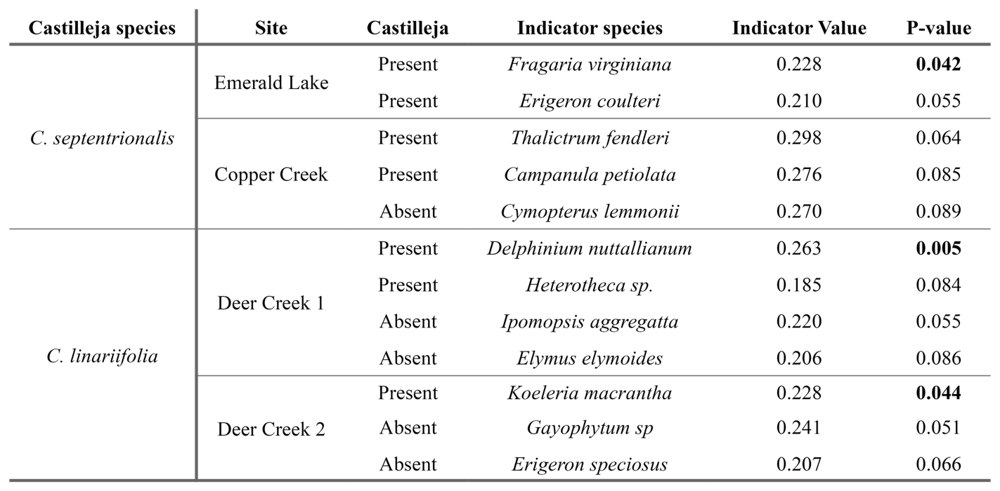 Castilleja species Site Castilleja Indicator species Indicator Value P-value
Present Fragaria virginiana 0.228 0.042
Emerald Lake
Present Erigeron coulteri 0.210 0.055
C. septentrionalis Present Thalictrum fendleri 0.298 0.064
Copper Creek Present Campanula petiolata 0.276 0.085
Absent Cymopterus lemmonii 0.270 0.089
Present Delphinium nuttallianum 0.263 0.005
Present Heterotheca sp. 0.185 0.084
Deer Creek 1
Absent Ipomopsis aggregatta 0.220 0.055
C. linariifolia Absent Elymus elymoides 0.206 0.086
Present Koeleria macrantha 0.228 0.044
Deer Creek 2 Absent Gayophytum sp 0.241 0.051
Absent Erigeron speciosus 0.207 0.066